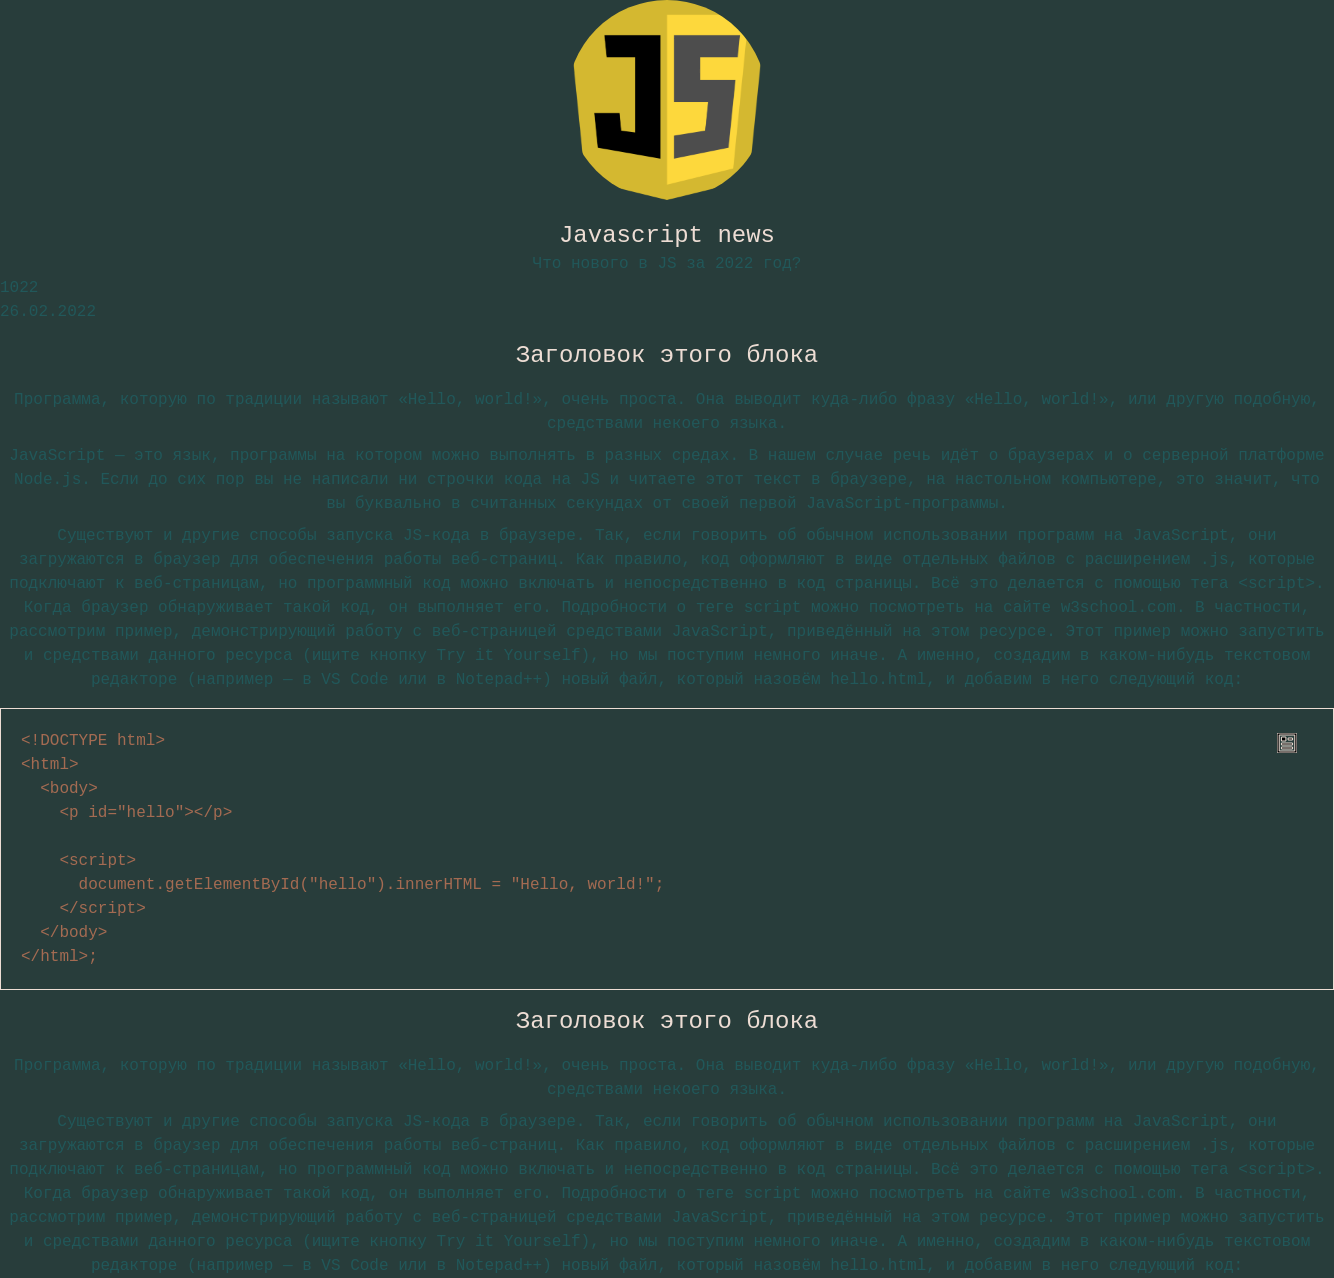 JS
Javascript news
Что нового в JS за 2022 год?
1022
26.02.2022
Заголовок этого блока
Программа, которую по традиции называют «Hello, world!», очень проста. Она выводит куда-либо фразу «Hello, world!», или другую подобную,
средствами некоего языка.
JavaScript — это язык, программы на котором можно выполнять в разных средах. В нашем случае речь идёт о браузерах и о серверной платформе
Node.js. Если до сих пор вы не написали ни строчки кода на JS и читаете этот текст в браузере, на настольном компьютере, это значит, что
вы буквально в считанных секундах от своей первой JavaScript-программы.
Существуют и другие способы запуска JS-кода в браузере. Так, если говорить об обычном использовании программ на JavaScript, они
загружаются в браузер для обеспечения работы веб-страниц. Как правило, код оформляют в виде отдельных файлов с расширением .js, которые
подключают к веб-страницам, но программный код можно включать и непосредственно в код страницы. Всё это делается с помощью тега <script>.
Когда браузер обнаруживает такой код, он выполняет его. Подробности о теге script можно посмотреть на сайте w3school.com. В частности,
рассмотрим пример, демонстрирующий работу с веб-страницей средствами JavaScript, приведённый на этом ресурсе. Этот пример можно запустить
и средствами данного ресурса (ищите кнопку Try it Yourself), но мы поступим немного иначе. А именно, создадим в каком-нибудь текстовом
редакторе (например — в VS Code или в Notepad++) новый файл, который назовём hello.html, и добавим в него следующий код:
<!DOCTYPE html>
<html>
  <body>
    <p id="hello"></p>

    <script>
      document.getElementById("hello").innerHTML = "Hello, world!";
    </script>
  </body>
</html>;
Заголовок этого блока
Программа, которую по традиции называют «Hello, world!», очень проста. Она выводит куда-либо фразу «Hello, world!», или другую подобную,
средствами некоего языка.
Существуют и другие способы запуска JS-кода в браузере. Так, если говорить об обычном использовании программ на JavaScript, они
загружаются в браузер для обеспечения работы веб-страниц. Как правило, код оформляют в виде отдельных файлов с расширением .js, которые
подключают к веб-страницам, но программный код можно включать и непосредственно в код страницы. Всё это делается с помощью тега <script>.
Когда браузер обнаруживает такой код, он выполняет его. Подробности о теге script можно посмотреть на сайте w3school.com. В частности,
рассмотрим пример, демонстрирующий работу с веб-страницей средствами JavaScript, приведённый на этом ресурсе. Этот пример можно запустить
и средствами данного ресурса (ищите кнопку Try it Yourself), но мы поступим немного иначе. А именно, создадим в каком-нибудь текстовом
редакторе (например — в VS Code или в Notepad++) новый файл, который назовём hello.html, и добавим в него следующий код: